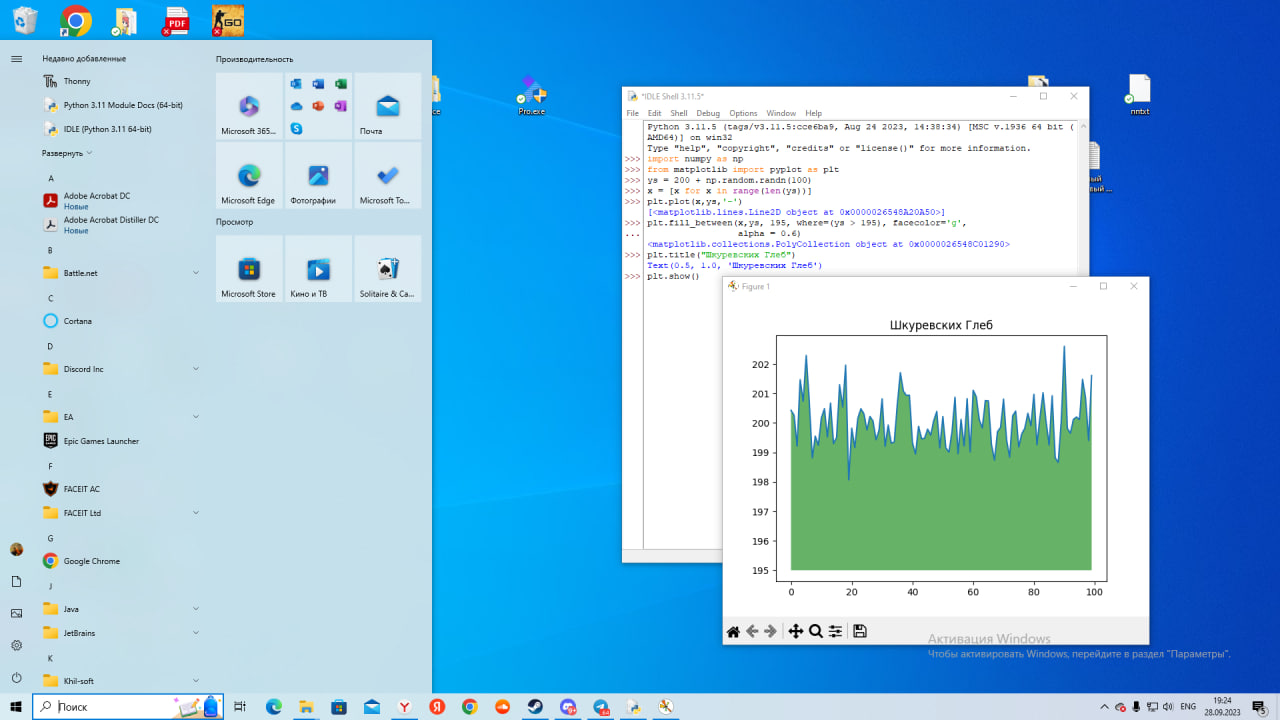 PDF
GO
Недавно добавленные
Thonny
Python 3.11 Module Docs (64-bit)
IDLE (Python 3.11 64-bit)
Развернуть
A
Adobe Acrobat DC
Новые
Adobe Acrobat Distiller DC
Новые
B
Battle.net
C
Cortana
D
Discord Inc
E
EA
Epic Games Launcher
F
FACEIT AC
FACEIT Ltd
G
Google Chrome
J
Java
JetBrains
K
Khil-soft
Производительность
Microsoft 365...
Почта
Microsoft Edge
Фотографии
Microsoft To...
Просмотр
Microsoft Store
Кино и ТВ
Solitaire & Ca...
Pro.exe
nntxt
*IDLE Shell 3.11.5*
File Edit Shell Debug Options Window Help
Python 3.11.5 (tags/v3.11.5:cce6ba9, Aug 24 2023, 14:38:34) [MSC v.1936 64 bit (
AMD64)] on win32
Type "help", "copyright", "credits" or "license()" for more information.
>>> import numpy as np
>>> from matplotlib import pyplot as plt
>>> ys = 200 + np.random.randn(100)
>>> x = [x for x in range(len(ys))]
>>> plt.plot(x,ys,'-')
[<matplotlib.lines.Line2D object at 0x0000026548A20A50>]
>>> plt.fill_between(x,ys, 195, where=(ys > 195), facecolor='g',
... alpha = 0.6)
<matplotlib.collections.PolyCollection object at 0x0000026548C01290>
>>> plt.title("Шкуревских Глеб")
Text(0.5, 1.0, 'Шкуревских Глеб')
>>> plt.show()
Figure 1
Шкуревских Глеб
202
201
200
199
198
197
196
195
0 20 40 60 80 100
Активация Windows
Чтобы активировать Windows, перейдите в раздел "Параметры".
Поиск
ENG
19:24
28.09.2023